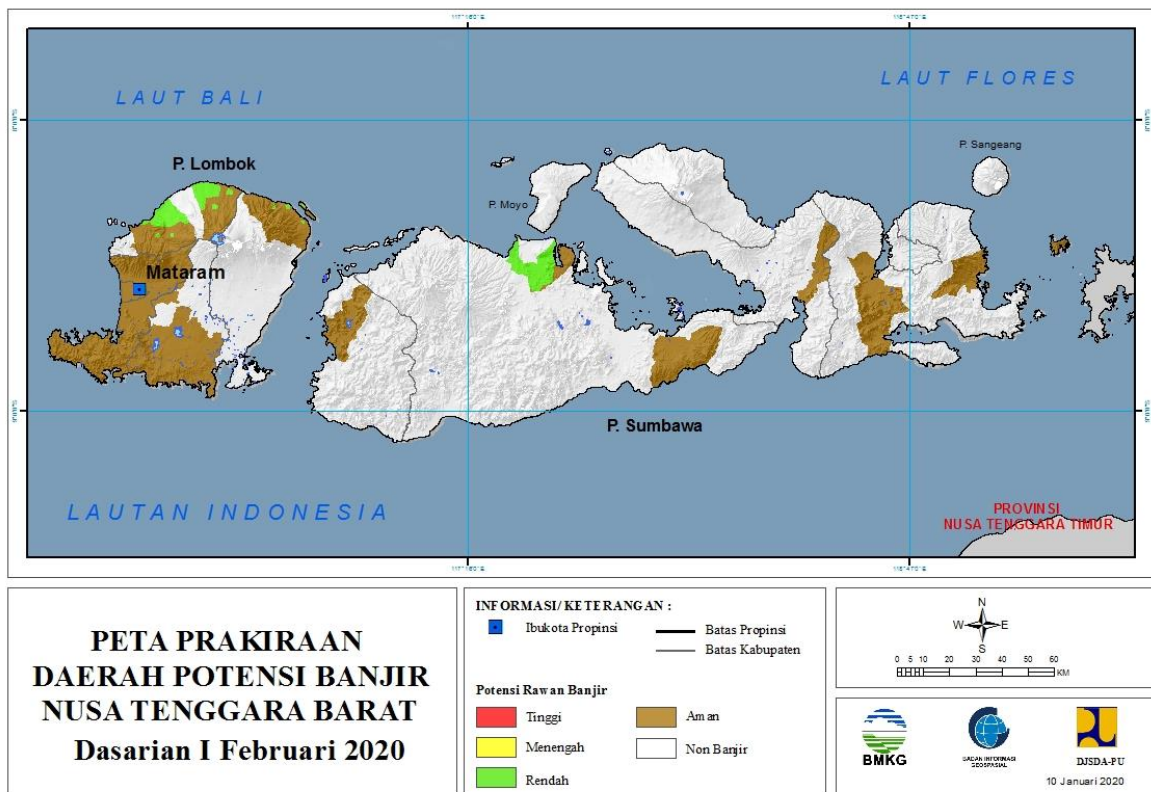 LAUT BALI
LAUT FLORES
P. Sangeang
P. Lombok
P. Moyo
Mataram
P. Sumbawa
LAUTAN INDONESIA
PROVINSI
NUSA TENGGARA TIMUR
PETA PRAKIRAAN
DAERAH POTENSI BANJIR
NUSA TENGGARA BARAT
Dasarian I Februari 2020
INFORMASI/ KETERANGAN :
Ibukota Propinsi
Batas Propinsi
Batas Kabupaten
Potensi Rawan Banjir
Tinggi
Aman
Menengah
Non Banjir
Rendah
N
W E
S
0 5 10 20 30 40 50 60
KM
BMKG
BADAN INFORMASI
GEOSPASIAL
DJSDA-PU
10 Januari 2020